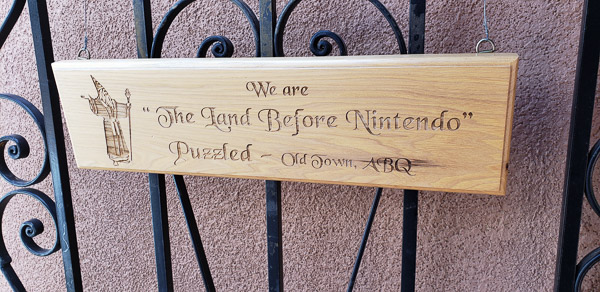 We are
"The Land Before Nintendo"
Puzzled - Old Town, ABQ